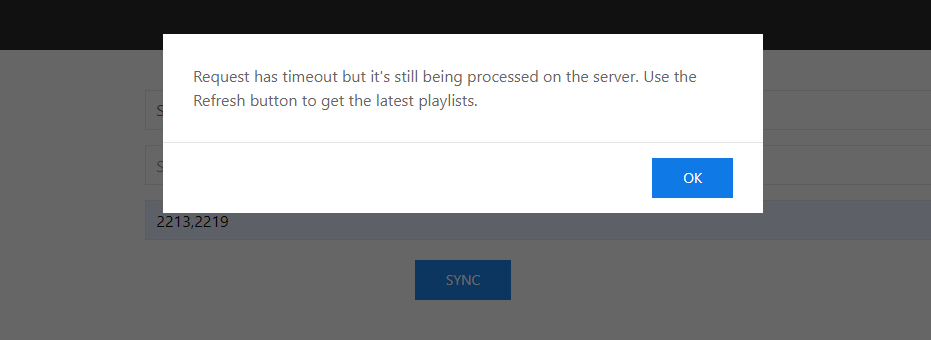 Request has timeout but it's still being processed on the server. Use the
Refresh button to get the latest playlists.
OK
S
S
2213,2219
SYNC